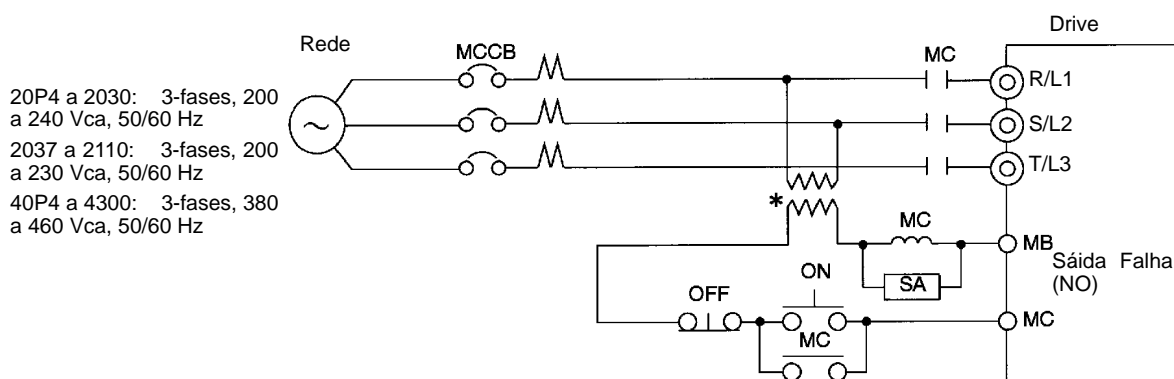 Drive
Rede
MCCB
MC
R/L1
20P4 a 2030: 3-fases, 200
a 240 Vca, 50/60 Hz
~
S/L2
2037 a 2110: 3-fases, 200
a 230 Vca, 50/60 Hz
T/L3
40P4 a 4300: 3-fases, 380
a 460 Vca, 50/60 Hz
*
MC
MB
Sáida Falha
(NO)
SA
ON
OFF
MC
MC